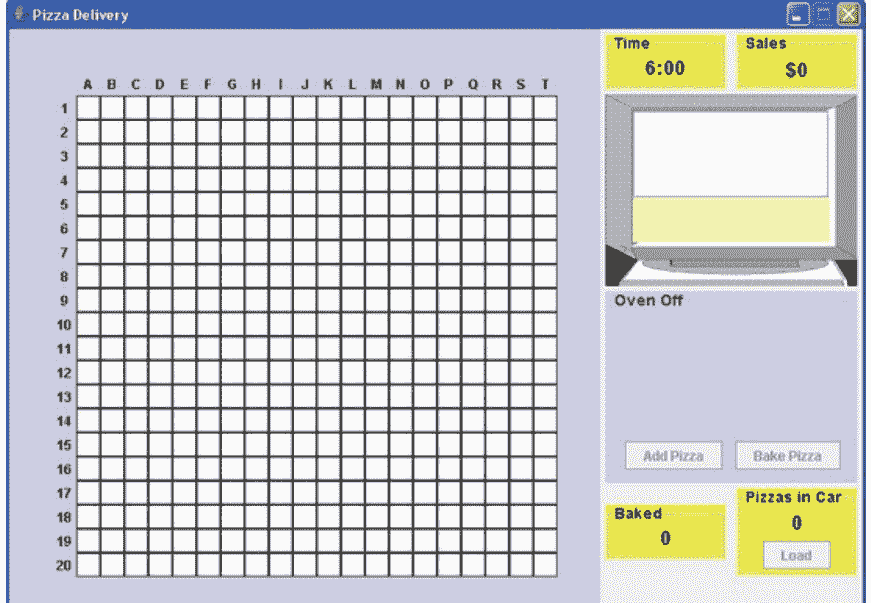 Pizza Delivery
Time
6:00
Sales
$0
A B C D E F G H I J K L M N O P Q R S T
1
2
3
4
5
6
7
8
9
10
11
12
13
14
15
16
17
18
19
20
Oven Off
Add Pizza
Bake Pizza
Baked
0
Pizzas in Car
0
Load